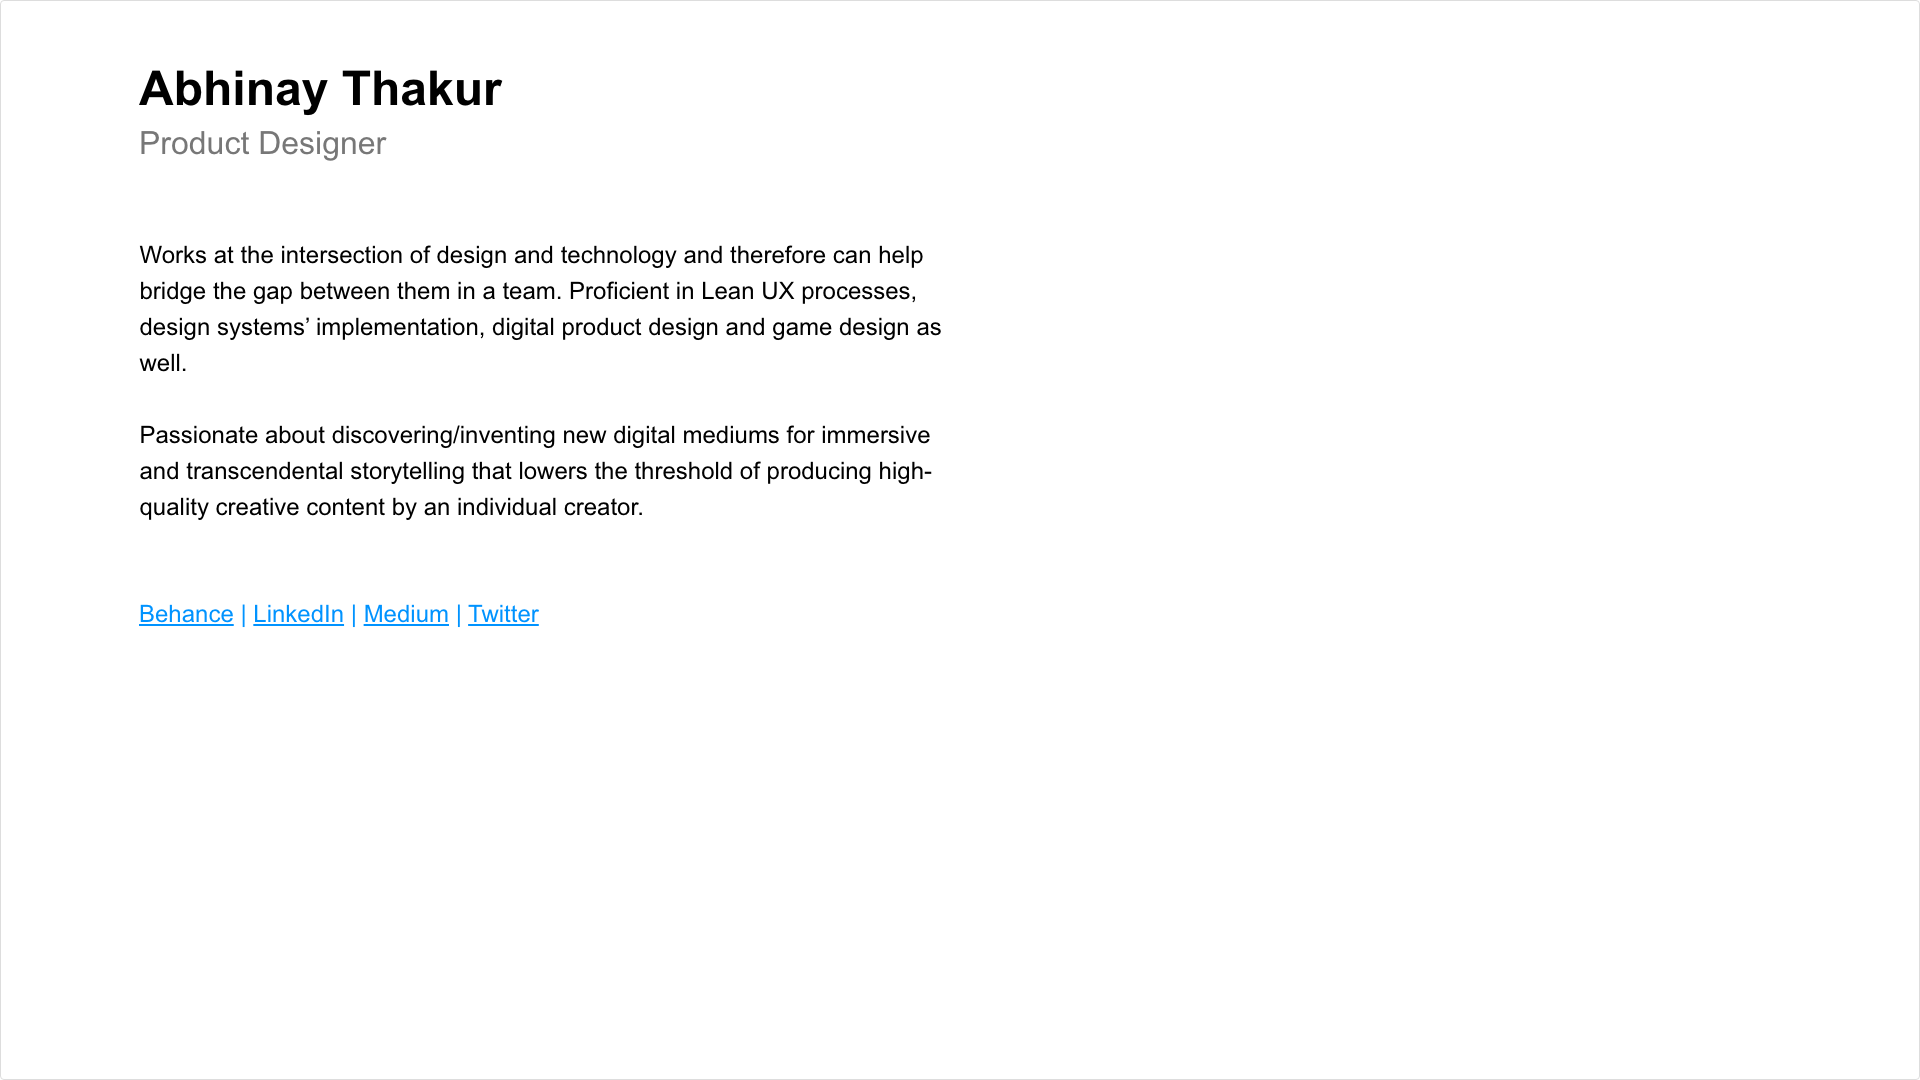 Abhinay Thakur
Product Designer
Works at the intersection of design and technology and therefore can help
bridge the gap between them in a team. Proficient in Lean UX processes,
design systems’ implementation, digital product design and game design as
well.
Passionate about discovering/inventing new digital mediums for immersive
and transcendental storytelling that lowers the threshold of producing high-
quality creative content by an individual creator.
Behance | LinkedIn | Medium | Twitter